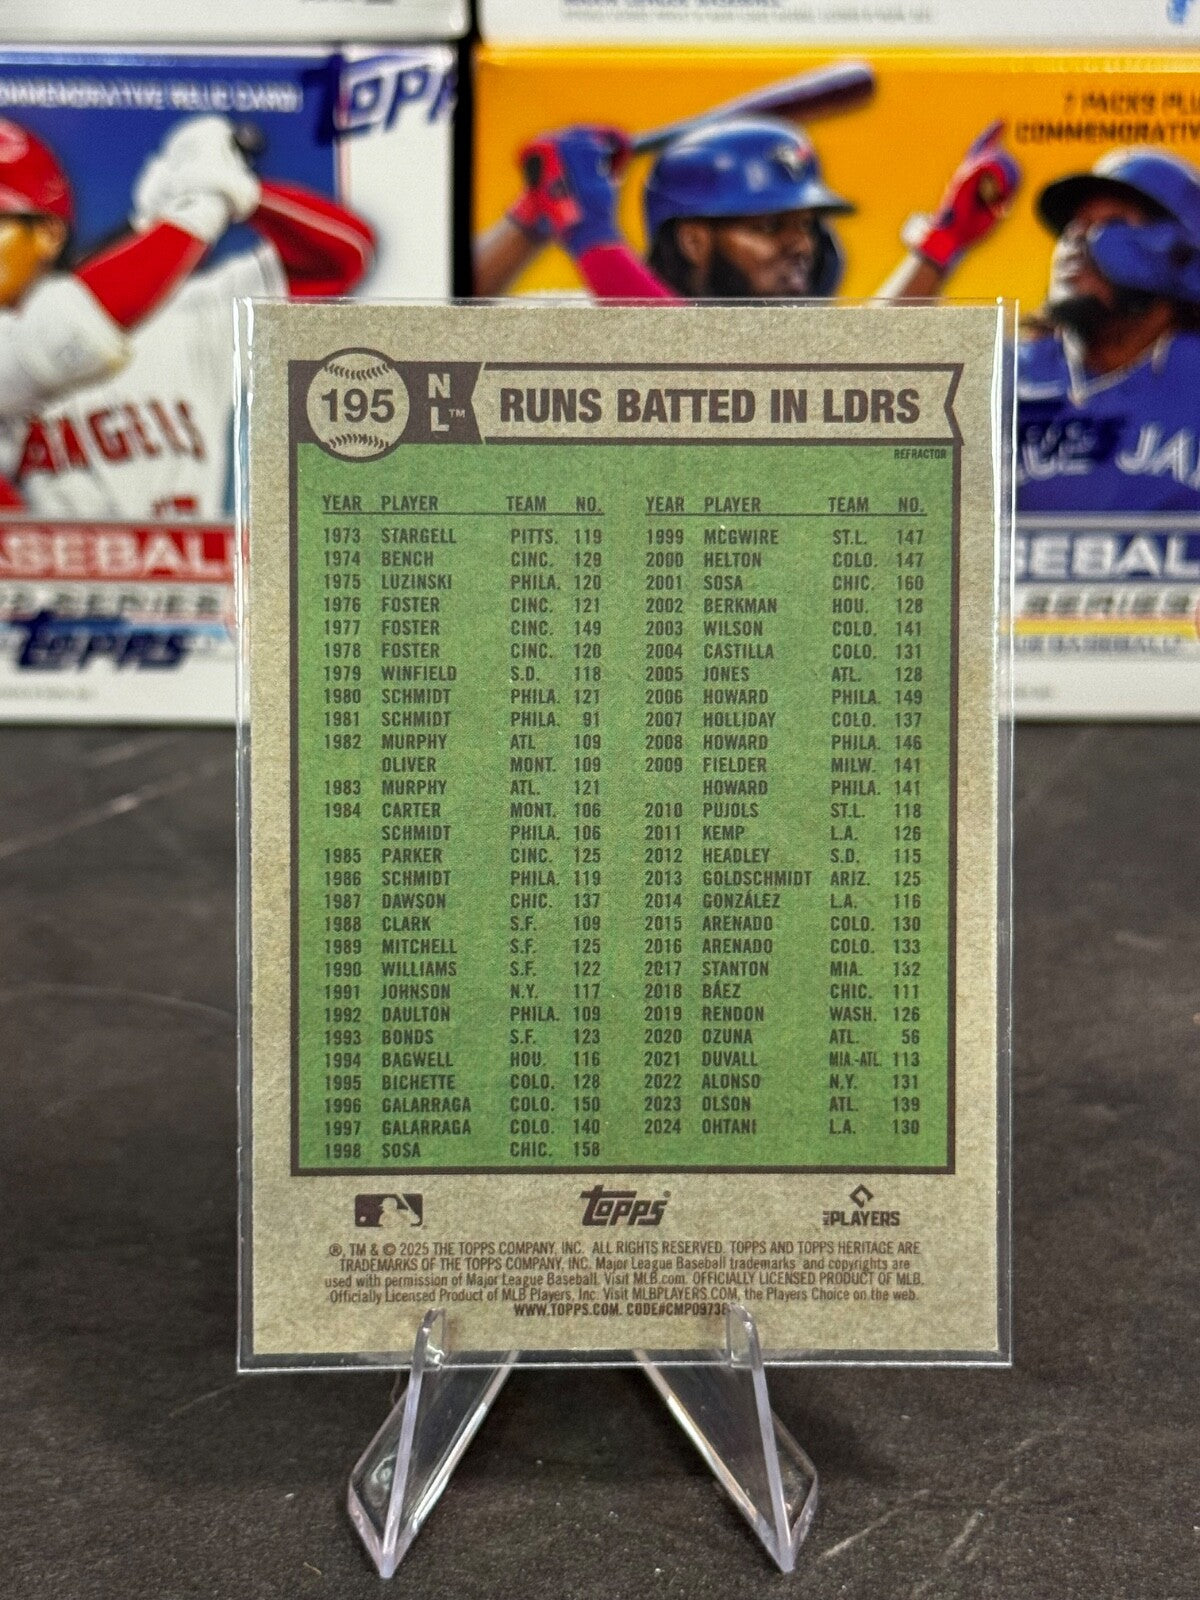 COMMEMORATIVE RELIC CARD!
TOPPS
7 PACKS PLU
COMMEMORATIV
ANGELS
SEBALL
SERIES
TOPPS
JA
SEBAL
SERIES
195
NL™
RUNS BATTED IN LDRS
REFRACTOR
YEAR PLAYER TEAM NO.
1973 STARGELL PITTS. 119
1974 BENCH CINC. 129
1975 LUZINSKI PHILA. 120
1976 FOSTER CINC. 121
1977 FOSTER CINC. 149
1978 FOSTER CINC. 120
1979 WINFIELD S.D. 118
1980 SCHMIDT PHILA. 121
1981 SCHMIDT PHILA. 91
1982 MURPHY ATL 109
OLIVER MONT. 109
1983 MURPHY ATL. 121
1984 CARTER MONT. 106
SCHMIDT PHILA. 106
1985 PARKER CINC. 125
1986 SCHMIDT PHILA. 119
1987 DAWSON CHIC. 137
1988 CLARK S.F. 109
1989 MITCHELL S.F. 125
1990 WILLIAMS S.F. 122
1991 JOHNSON N.Y. 117
1992 DAULTON PHILA. 109
1993 BONDS S.F. 123
1994 BAGWELL HOU. 116
1995 BICHETTE COLO. 128
1996 GALARRAGA COLO. 150
1997 GALARRAGA COLO. 140
1998 SOSA CHIC. 158
YEAR PLAYER TEAM NO.
1999 MCGWIRE ST.L. 147
2000 HELTON COLO. 147
2001 SOSA CHIC. 160
2002 BERKMAN HOU. 128
2003 WILSON COLO. 141
2004 CASTILLA COLO. 131
2005 JONES ATL. 128
2006 HOWARD PHILA. 149
2007 HOLLIDAY COLO. 137
2008 HOWARD PHILA. 146
2009 FIELDER MILW. 141
HOWARD PHILA. 141
2010 PUJOLS ST.L. 118
2011 KEMP L.A. 126
2012 HEADLEY S.D. 115
2013 GOLDSCHMIDT ARIZ. 125
2014 GONZÁLEZ L.A. 116
2015 ARENADO COLO. 130
2016 ARENADO COLO. 133
2017 STANTON MIA. 132
2018 BÁEZ CHIC. 111
2019 RENDON WASH. 126
2020 OZUNA ATL. 56
2021 DUVALL MIA.-ATL. 113
2022 ALONSO N.Y. 131
2023 OLSON ATL. 139
2024 OHTANI L.A. 130
TOPPS®
MLB PLAYERS
®, TM & © 2025 THE TOPPS COMPANY, INC. ALL RIGHTS RESERVED. TOPPS AND TOPPS HERITAGE ARE
TRADEMARKS OF THE TOPPS COMPANY, INC. Major League Baseball trademarks and copyrights are
used with permission of Major League Baseball. Visit MLB.com. OFFICIALLY LICENSED PRODUCT OF MLB.
Officially Licensed Product of MLB Players, Inc. Visit MLBPLAYERS.COM, the Players Choice on the web.
WWW.TOPPS.COM. CODE#CMP09738